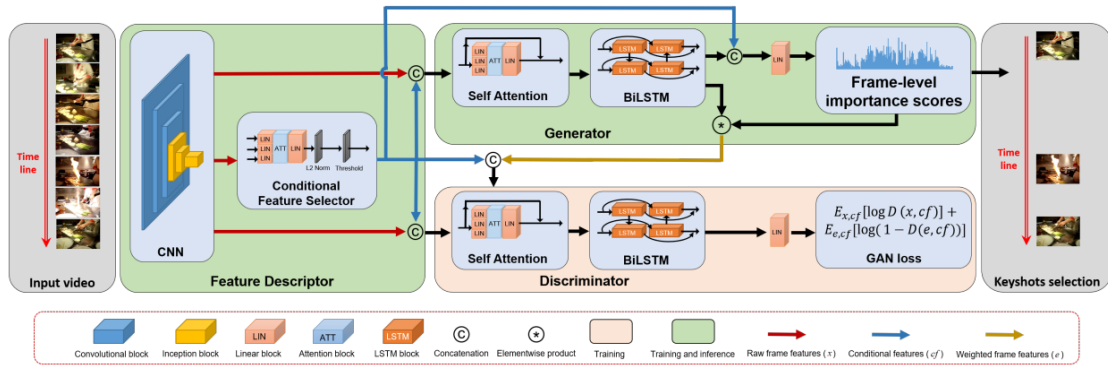 Time
line
Input video
CNN
LIN
LIN
LIN
ATT
LIN
L2 Norm
Threshold
Conditional
Feature Selector
Feature Descriptor
C
C
C
LIN
LIN
LIN
ATT
LIN
Self Attention
LSTM
LSTM
LSTM
LSTM
BiLSTM
C
*
LIN
Frame-level
importance scores
Generator
LIN
LIN
LIN
ATT
LIN
Self Attention
LSTM
LSTM
LSTM
LSTM
BiLSTM
LIN
E_{x,cf}[log D (x, cf)] +
E_{e,cf}[log( 1 − D(e, cf))]
GAN loss
Discriminator
Time
line
Keyshots selection
LIN
ATT
LSTM
C
*
Convolutional block
Inception block
Linear block
Attention block
LSTM block
Concatenation
Elementwise product
Training
Training and inference
Raw frame features (x)
Conditional features (cf)
Weighted frame features (e)